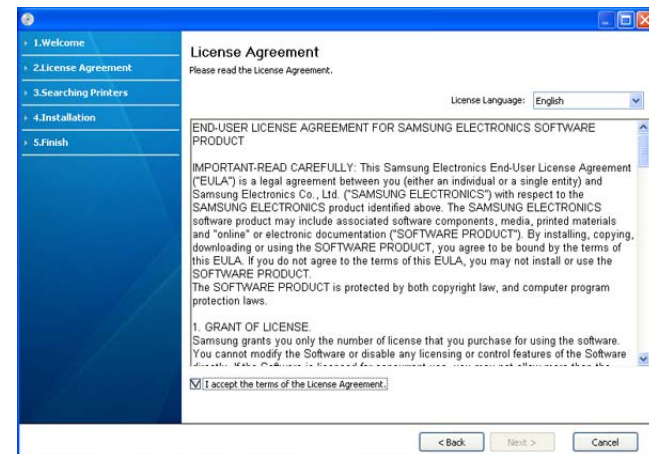 1.Welcome
2.License Agreement
3.Searching Printers
4.Installation
5.Finish
License Agreement
Please read the License Agreement.
License Language: English
END-USER LICENSE AGREEMENT FOR SAMSUNG ELECTRONICS SOFTWARE
PRODUCT
IMPORTANT-READ CAREFULLY: This Samsung Electronics End-User License Agreement
("EULA") is a legal agreement between you (either an individual or a single entity) and
Samsung Electronics Co., Ltd. ("SAMSUNG ELECTRONICS") with respect to the
SAMSUNG ELECTRONICS product identified above. The SAMSUNG ELECTRONICS
software product may include associated software components, media, printed materials
and "online" or electronic documentation ("SOFTWARE PRODUCT"). By installing, copying,
downloading or using the SOFTWARE PRODUCT, you agree to be bound by the terms of
this EULA. If you do not agree to the terms of this EULA, you may not install or use the
SOFTWARE PRODUCT.
The SOFTWARE PRODUCT is protected by both copyright law, and computer program
protection laws.
1. GRANT OF LICENSE.
Samsung grants you only the number of license that you purchase for using the software.
You cannot modify the Software or disable any licensing or control features of the Software
I accept the terms of the License Agreement.
< Back Next > Cancel